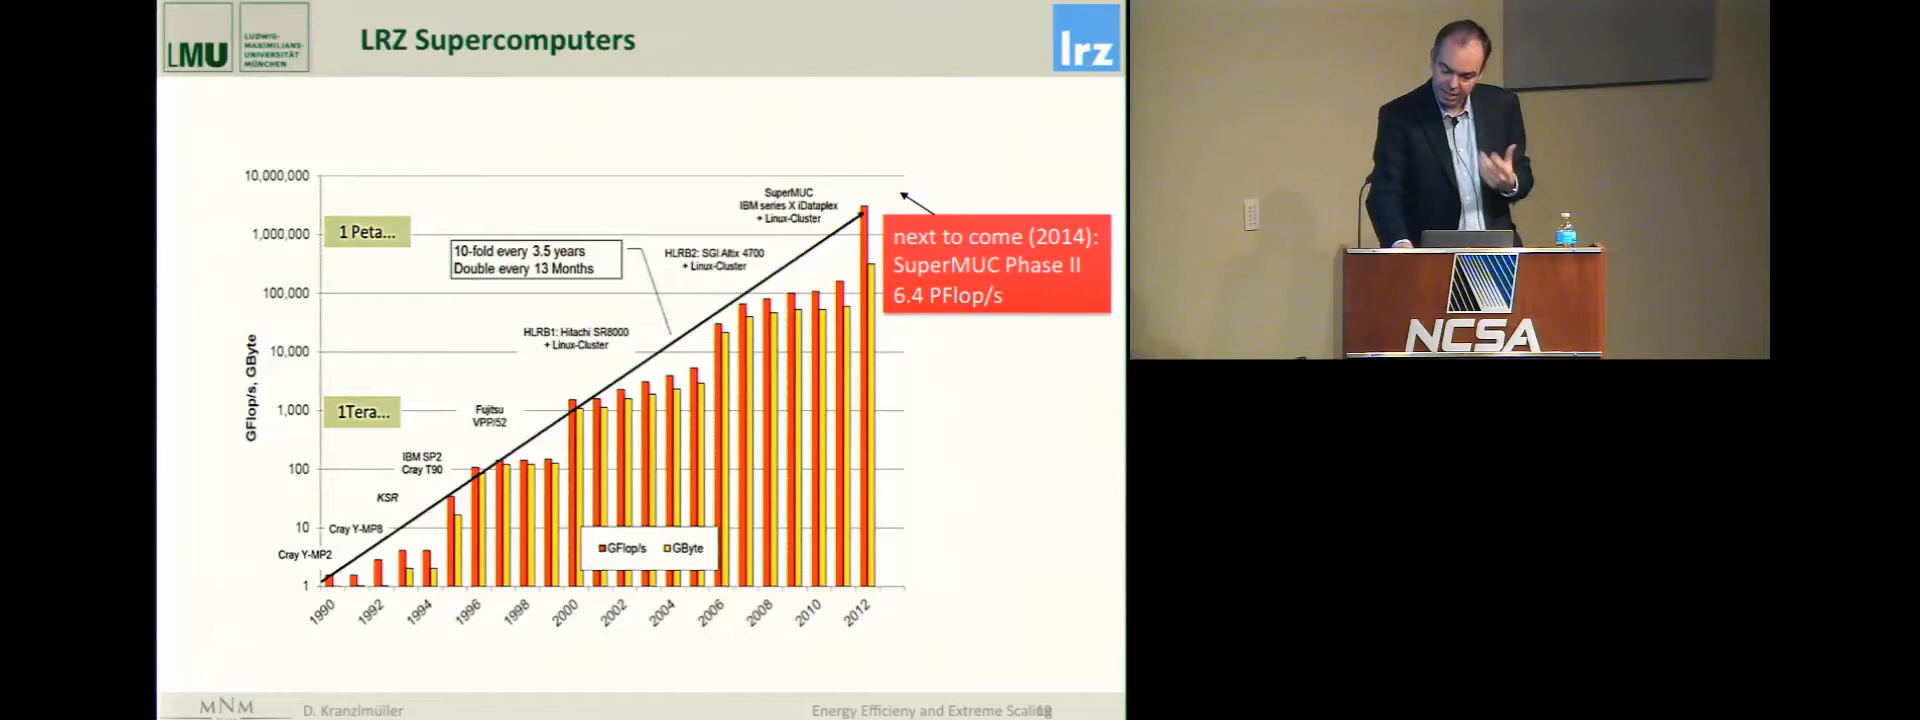 LMU
LUDWIG-
MAXIMILIANS-
UNIVERSITÄT
MÜNCHEN
LRZ Supercomputers
lrz
10,000,000
1,000,000
100,000
10,000
1,000
100
10
1
GFlop/s, GByte
1 Peta...
1Tera...
10-fold every 3.5 years
Double every 13 Months
SuperMUC
IBM series X iDataplex
+ Linux-Cluster
HLRB2: SGI Altix 4700
+ Linux-Cluster
HLRB1: Hitachi SR8000
+ Linux-Cluster
Fujitsu
VPP/52
IBM SP2
Cray T90
KSR
Cray Y-MP8
Cray Y-MP2
next to come (2014):
SuperMUC Phase II
6.4 PFlop/s
GFlop/s GByte
1990 1992 1994 1996 1998 2000 2002 2004 2006 2008 2010 2012
MNM
D. Kranzlmüller
Energy Efficieny and Extreme Scaling
NCSA